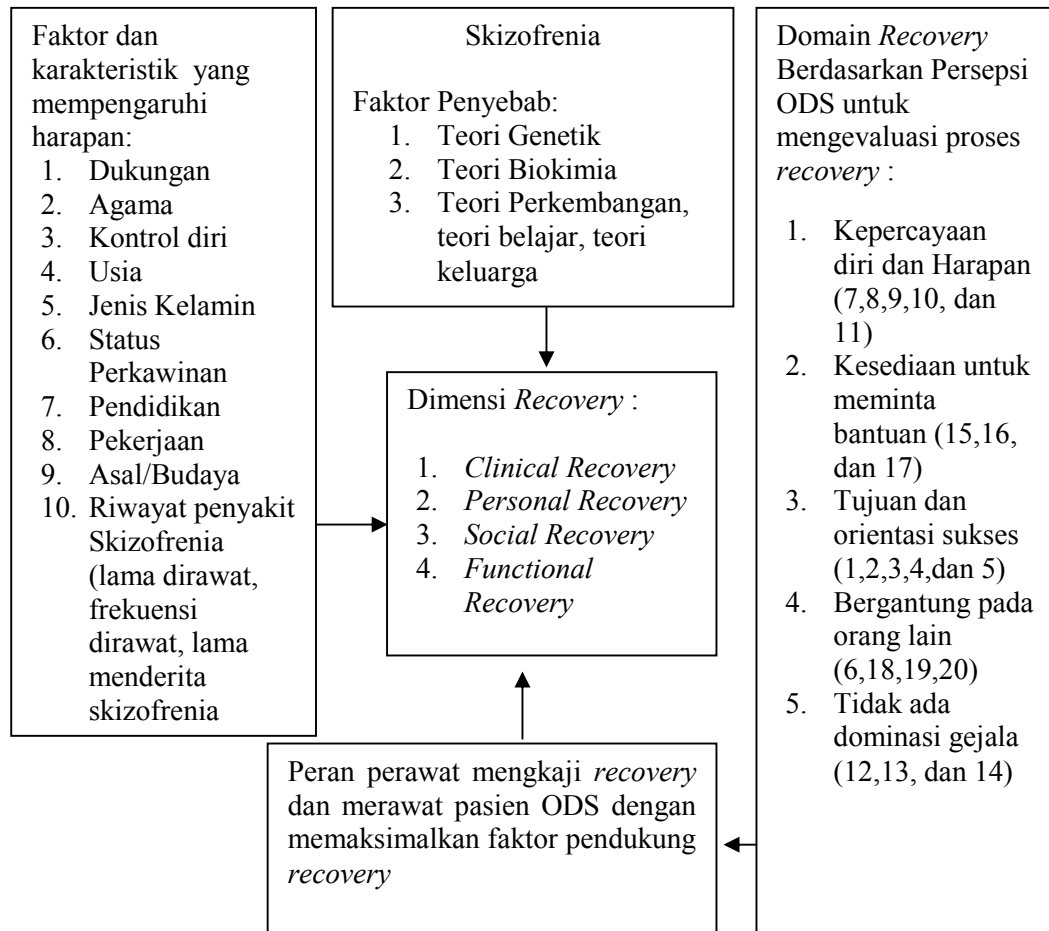 Faktor dan
karakteristik yang
mempengaruhi
harapan:
1. Dukungan
2. Agama
3. Kontrol diri
4. Usia
5. Jenis Kelamin
6. Status
Perkawinan
7. Pendidikan
8. Pekerjaan
9. Asal/Budaya
10. Riwayat penyakit
Skizofrenia
(lama dirawat,
frekuensi
dirawat, lama
menderita
skizofrenia
Skizofrenia
Faktor Penyebab:
1. Teori Genetik
2. Teori Biokimia
3. Teori Perkembangan,
teori belajar, teori
keluarga
Dimensi Recovery :
1. Clinical Recovery
2. Personal Recovery
3. Social Recovery
4. Functional
Recovery
Peran perawat mengkaji recovery
dan merawat pasien ODS dengan
memaksimalkan faktor pendukung
recovery
Domain Recovery
Berdasarkan Persepsi
ODS untuk
mengevaluasi proses
recovery :
1. Kepercayaan
diri dan Harapan
(7,8,9,10, dan
11)
2. Kesediaan untuk
meminta
bantuan (15,16,
dan 17)
3. Tujuan dan
orientasi sukses
(1,2,3,4,dan 5)
4. Bergantung pada
orang lain
(6,18,19,20)
5. Tidak ada
dominasi gejala
(12,13, dan 14)